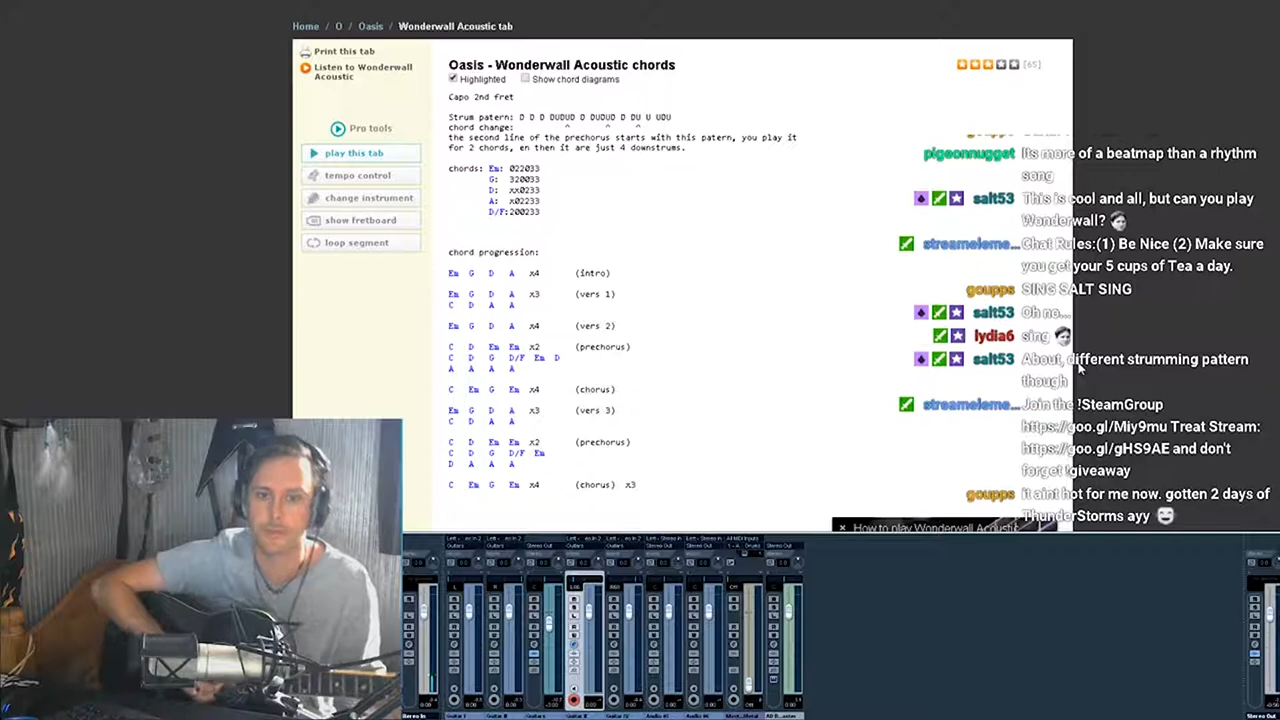 Home / O / Oasis / Wonderwall Acoustic tab
Print this tab
Listen to Wonderwall
Acoustic
Pro tools
play this tab
tempo control
change instrument
show fretboard
loop segment
Oasis - Wonderwall Acoustic chords
[65]
Highlighted Show chord diagrams
Capo 2nd fret
Strum patern: D D D DUDUD D DUDUD D DU U UDU
chord change: ^ ^ ^
the second line of the prechorus starts with this patern, you play it
for 2 chords, en then it are just 4 downstrums.
chords: Em: 022033
G: 320033
D: xx0233
A: x02233
D/F:200233
chord progression:
Em G D A x4 (intro)
Em G D A x3 (vers 1)
C D A A
Em G D A x4 (vers 2)
C D Em Em x2 (prechorus)
C D G D/F Em D
A A A A
C Em G Em x4 (chorus)
Em G D A x3 (vers 3)
C D A A
C D Em Em x2 (prechorus)
C D G D/F Em
D A A A
C Em G Em x4 (chorus) x3
× How to play Wonderwall Acoustic
pigeonnugget Its more of a beatmap than a rhythm
song
salt53 This is cool and all, but can you play
Wonderwall?
streameleme... Chat Rules:(1) Be Nice (2) Make sure
you get your 5 cups of Tea a day.
goupps SING SALT SING
salt53 Oh no...
lydia6 sing
salt53 About, different strumming pattern
though
streameleme... Join the !SteamGroup
https://goo.gl/Miy9mu Treat Stream:
https://goo.gl/gHS9AE and don't
forget !giveaway
goupps it aint hot for me now. gotten 2 days of
ThunderStorms ayy
Stereo In
Stereo Out